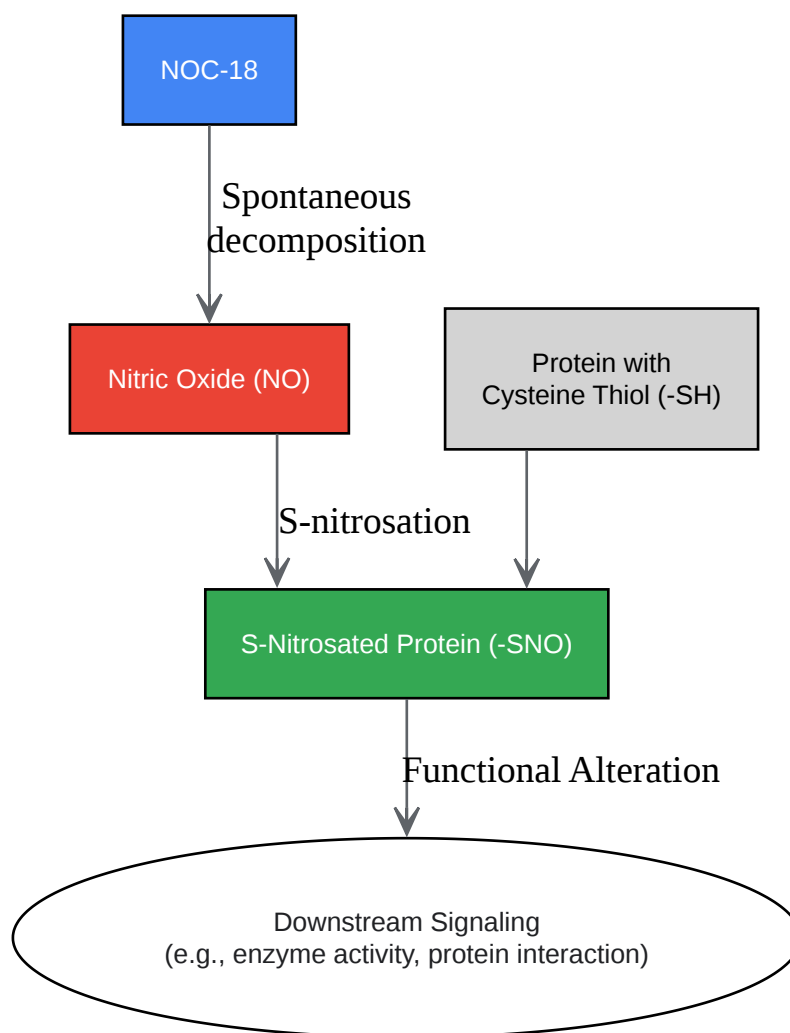 NOC-18
Spontaneous
decomposition
Nitric Oxide (NO)
Protein with
Cysteine Thiol (-SH)
S-nitrosation
S-Nitrosated Protein (-SNO)
Functional Alteration
Downstream Signaling
(e.g., enzyme activity, protein interaction)